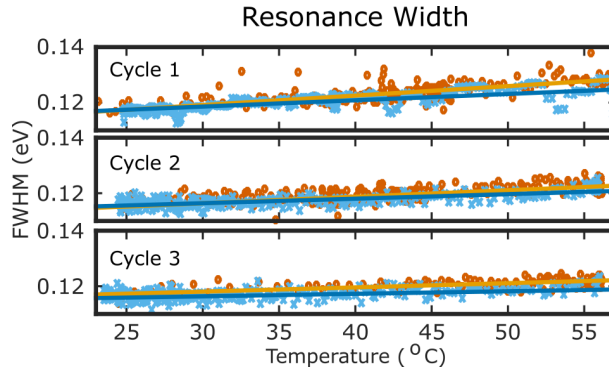 Resonance Width
0.14
Cycle 1
0.12
0.14
Cycle 2
0.12
0.14
Cycle 3
0.12
FWHM (eV)
25 30 35 40 45 50 55
Temperature (°C)